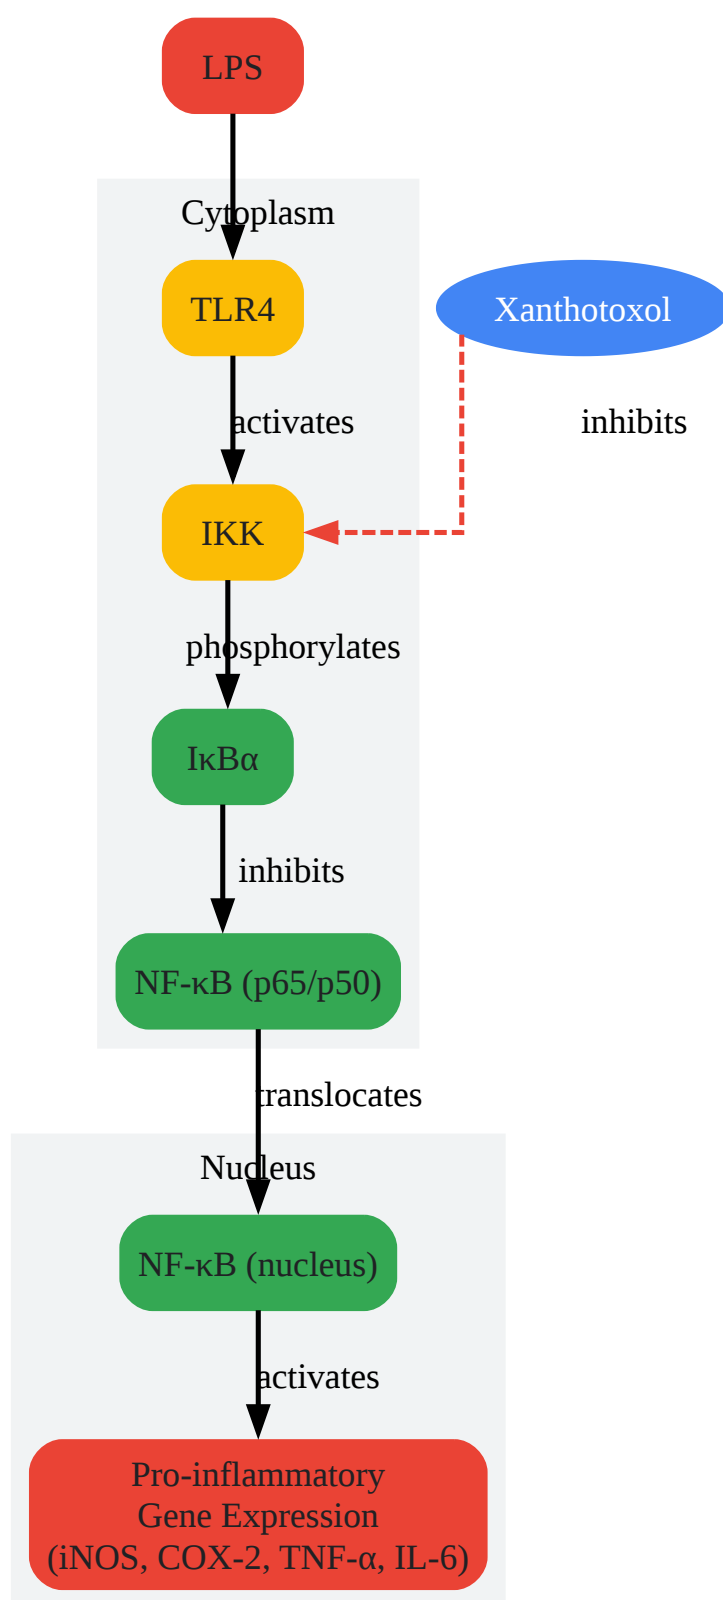 LPS
Cytoplasm
TLR4
Xanthotoxol
activates
inhibits
IKK
phosphorylates
IκBα
inhibits
NF-κB (p65/p50)
translocates
Nucleus
NF-κB (nucleus)
activates
Pro-inflammatory
Gene Expression
(iNOS, COX-2, TNF-α, IL-6)